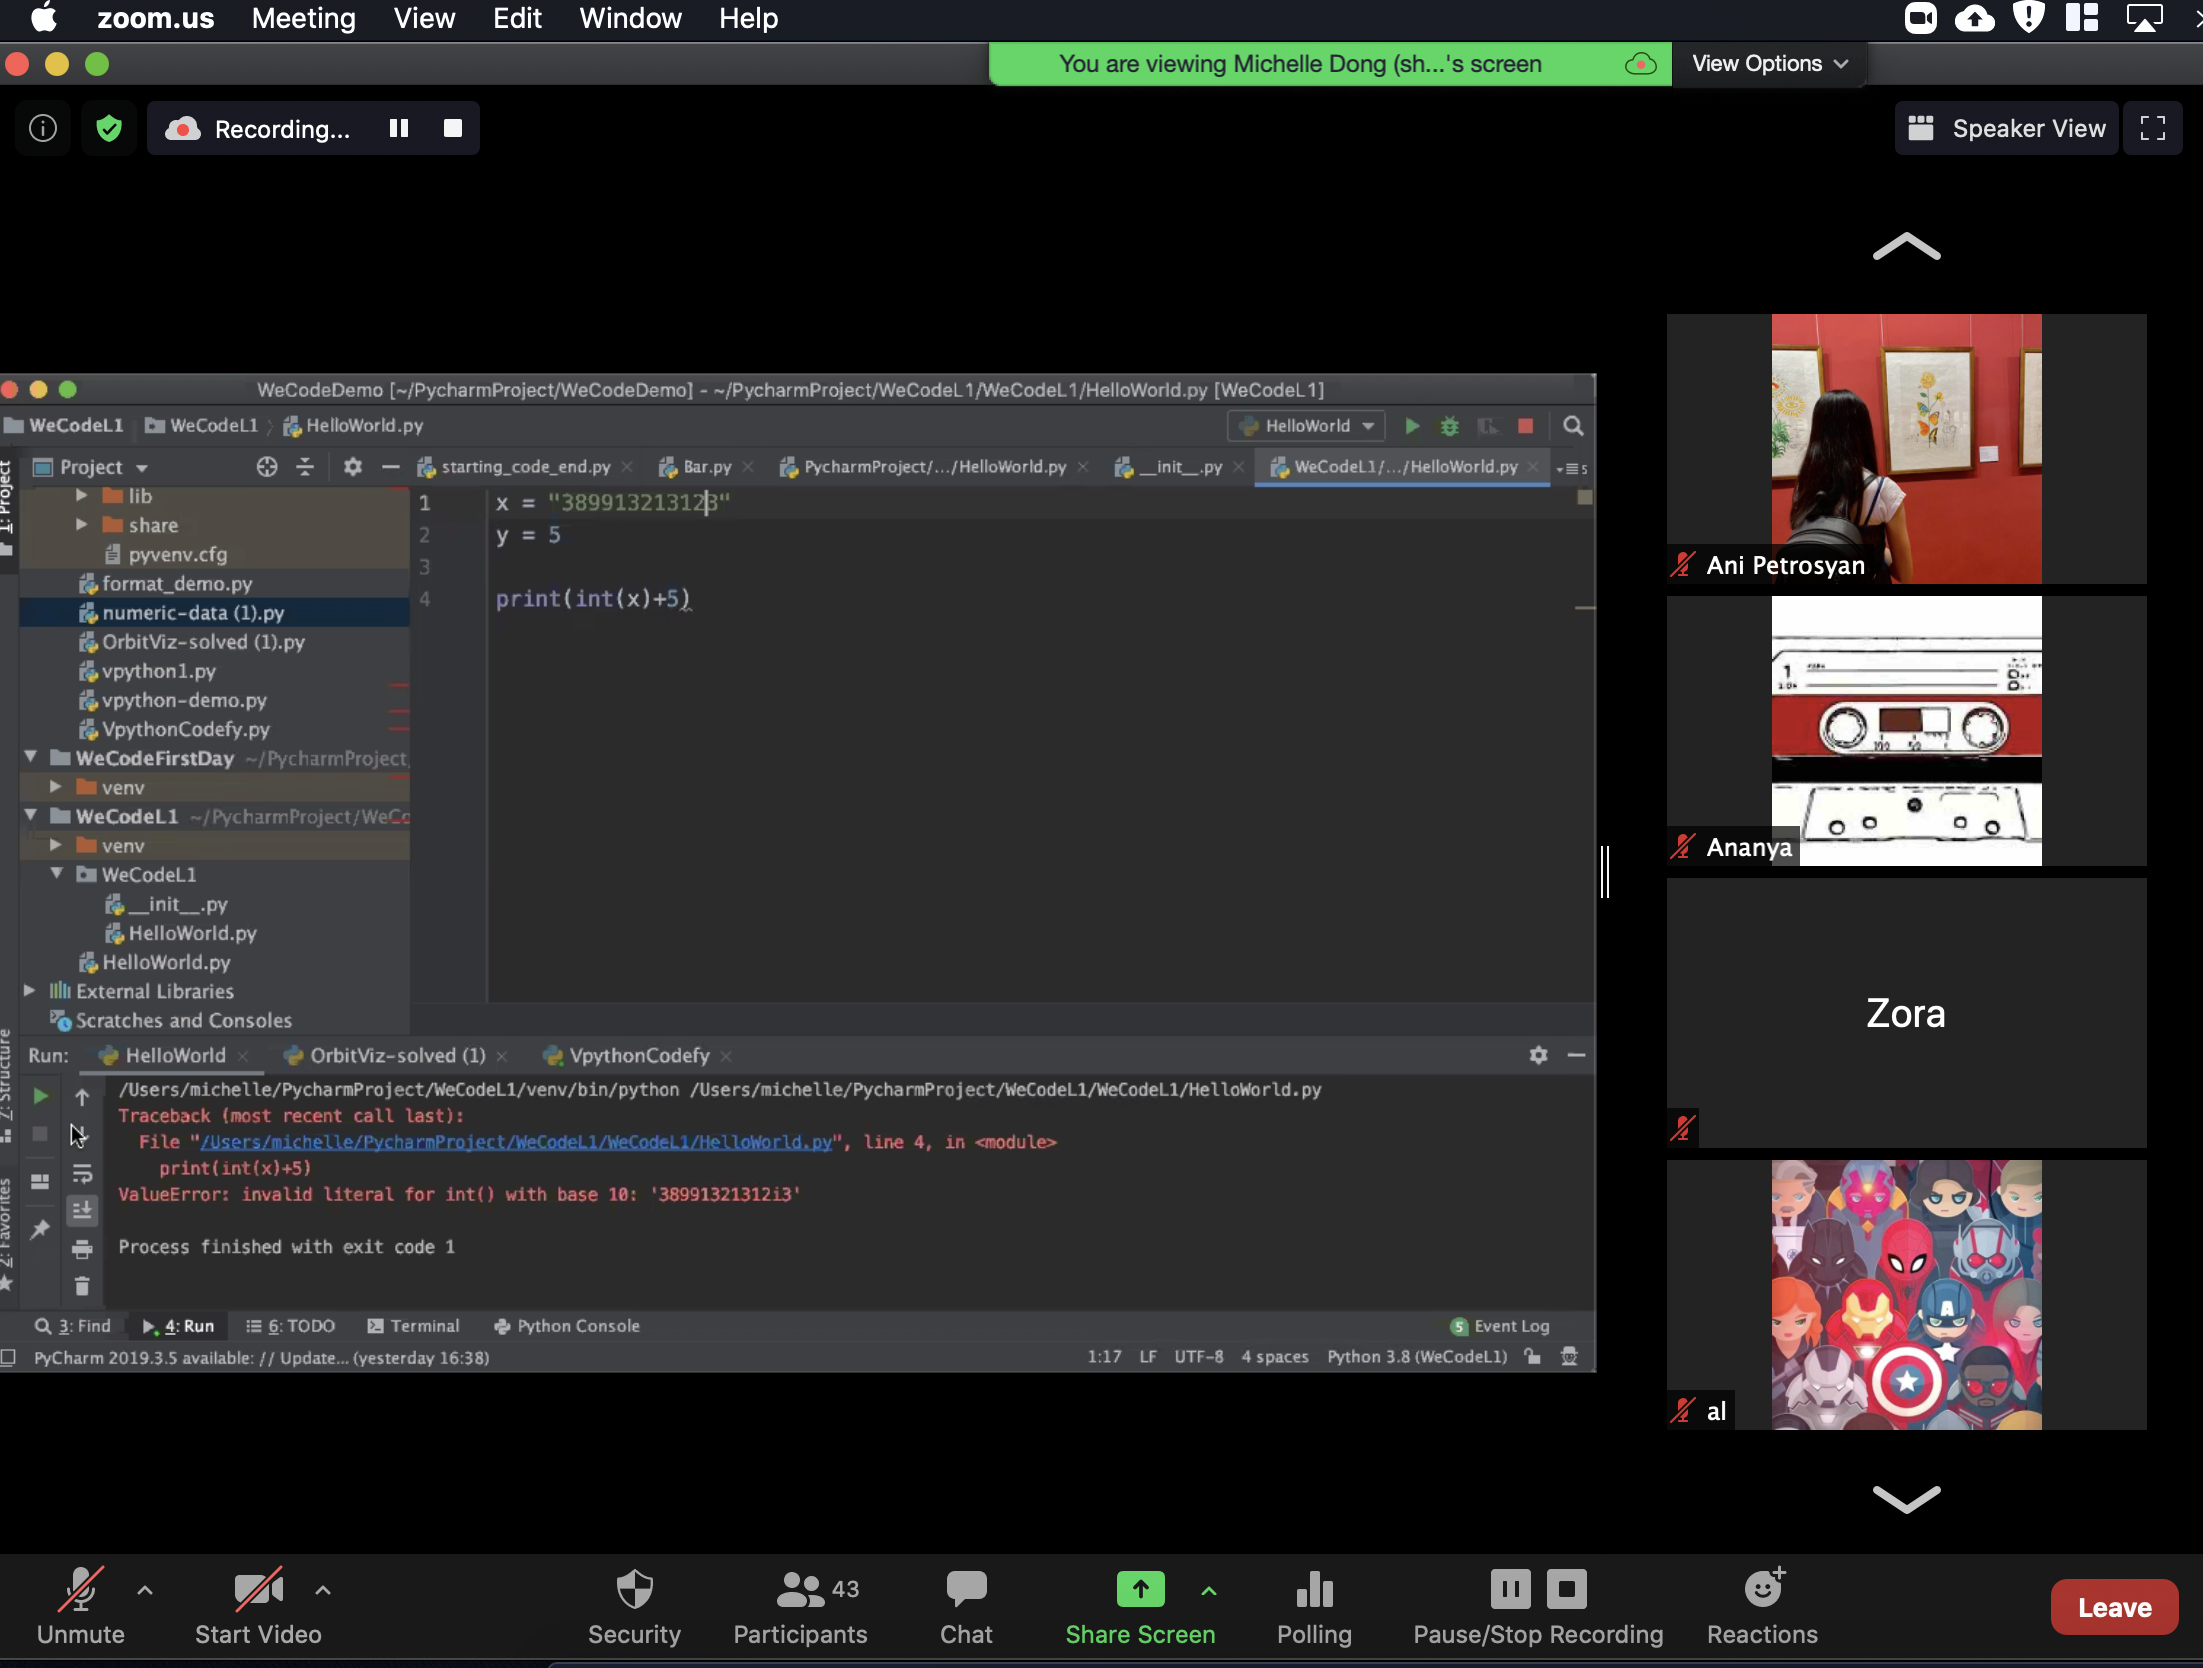 zoom.us Meeting View Edit Window Help
You are viewing Michelle Dong (sh...'s screen
View Options
Recording...
Speaker View
WeCodeDemo [~/PycharmProject/WeCodeDemo] - ~/PycharmProject/WeCodeL1/WeCodeL1/HelloWorld.py [WeCodeL1]
WeCodeL1 WeCodeL1 HelloWorld.py
HelloWorld
1: Project
Project
starting_code_end.py Bar.py PycharmProject/.../HelloWorld.py __init__.py WeCodeL1/.../HelloWorld.py 5
lib
share
pyvenv.cfg
format_demo.py
numeric-data (1).py
OrbitViz-solved (1).py
vpython1.py
vpython-demo.py
VpythonCodefy.py
WeCodeFirstDay ~/PycharmProject
venv
WeCodeL1 ~/PycharmProject/WeCo
venv
WeCodeL1
__init__.py
HelloWorld.py
HelloWorld.py
External Libraries
Scratches and Consoles
1 x = "389913213123"
2 y = 5
3
4 print(int(x)+5)
Z: Structure
2: Favorites
Run: HelloWorld OrbitViz-solved (1) VpythonCodefy
/Users/michelle/PycharmProject/WeCodeL1/venv/bin/python /Users/michelle/PycharmProject/WeCodeL1/WeCodeL1/HelloWorld.py
Traceback (most recent call last):
File "/Users/michelle/PycharmProject/WeCodeL1/WeCodeL1/HelloWorld.py", line 4, in <module>
print(int(x)+5)
ValueError: invalid literal for int() with base 10: '38991321312i3'
Process finished with exit code 1
3: Find 4: Run 6: TODO Terminal Python Console
5 Event Log
PyCharm 2019.3.5 available: // Update... (yesterday 16:38)
1:17 LF UTF-8 4 spaces Python 3.8 (WeCodeL1)
Ani Petrosyan
1
100 50
Ananya
Zora
A
al
Unmute
Start Video
Security
43
Participants
Chat
Share Screen
Polling
Pause/Stop Recording
Reactions
Leave